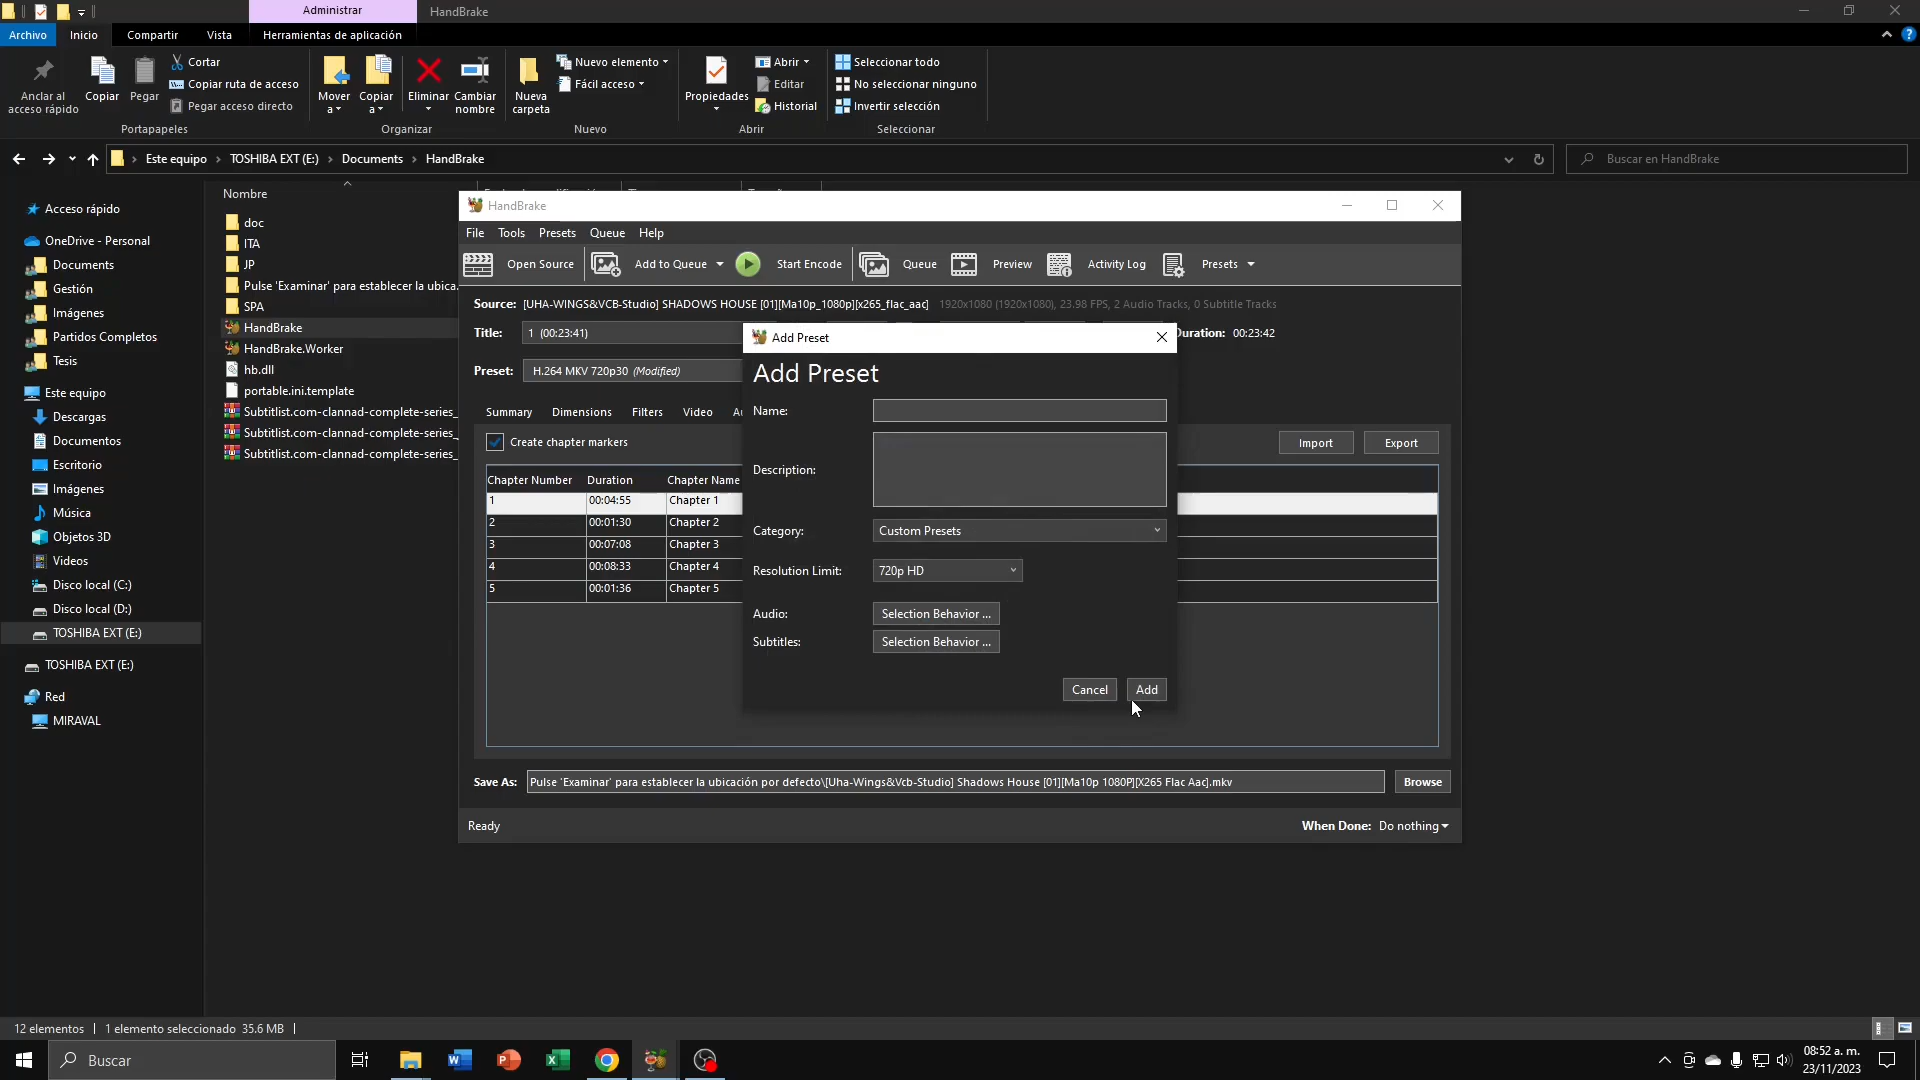 Administrar
HandBrake
Archivo
Inicio
Compartir
Vista
Herramientas de aplicación
Anclar al
acceso rápido
Copiar
Pegar
Cortar
Copiar ruta de acceso
Pegar acceso directo
Portapapeles
Mover
a
Copiar
a
Eliminar
Cambiar
nombre
Organizar
Nueva
carpeta
Nuevo elemento
Fácil acceso
Nuevo
Propiedades
Abrir
Editar
Historial
Abrir
Seleccionar todo
No seleccionar ninguno
Invertir selección
Seleccionar
Este equipo › TOSHIBA EXT (E:) › Documents › HandBrake
Buscar en HandBrake
Acceso rápido
OneDrive - Personal
Documents
Gestión
Imágenes
Partidos Completos
Tesis
Este equipo
Descargas
Documentos
Escritorio
Imágenes
Música
Objetos 3D
Videos
Disco local (C:)
Disco local (D:)
TOSHIBA EXT (E:)
TOSHIBA EXT (E:)
Red
MIRAVAL
Nombre
doc
ITA
JP
Pulse 'Examinar' para establecer la ubica.
SPA
HandBrake
HandBrake.Worker
hb.dll
portable.ini.template
Subtitlist.com-clannad-complete-series_
Subtitlist.com-clannad-complete-series_
Subtitlist.com-clannad-complete-series_
HandBrake
File Tools Presets Queue Help
Open Source
Add to Queue
Start Encode
Queue
Preview
Activity Log
Presets
Source: [UHA-WINGS&VCB-Studio] SHADOWS HOUSE [01][Ma10p_1080p][x265_flac_aac] 1920x1080 (1920x1080), 23.98 FPS, 2 Audio Tracks, 0 Subtitle Tracks
Title: 1 (00:23:41)
Duration: 00:23:42
Preset: H.264 MKV 720p30 (Modified)
Summary Dimensions Filters Video
Create chapter markers
Import
Export
Chapter Number Duration Chapter Name
1 00:04:55 Chapter 1
2 00:01:30 Chapter 2
3 00:07:08 Chapter 3
4 00:08:33 Chapter 4
5 00:01:36 Chapter 5
Add Preset
Add Preset
Name:
Description:
Category: Custom Presets
Resolution Limit: 720p HD
Audio: Selection Behavior ...
Subtitles: Selection Behavior ...
Cancel
Add
Save As: Pulse 'Examinar' para establecer la ubicación por defecto\[Uha-Wings&Vcb-Studio] Shadows House [01][Ma10p 1080P][X265 Flac Aac].mkv
Browse
Ready
When Done: Do nothing
12 elementos
1 elemento seleccionado 35.6 MB
Buscar
08:52 a. m.
23/11/2023